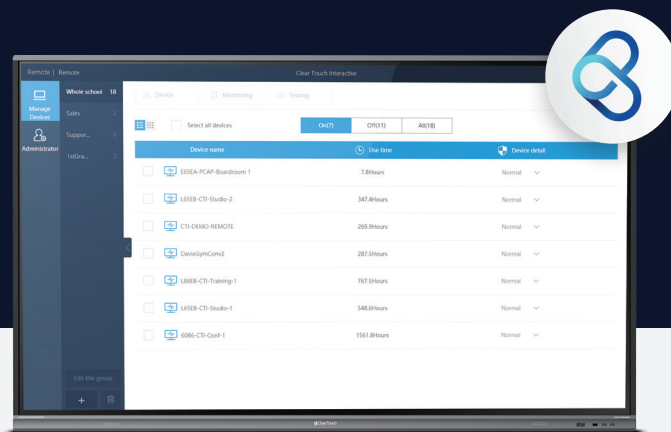 Remote | Remote
Clear Touch Interactive
Manage Devices
Administrator
Whole school 18
Sales 2
Suppor... 0
1stGra... 2
Edit this group
+
Device
Monitoring
Testing
Select all devices
On(7)
Off(11)
All(18)
Device name
Use time
Device detail
E65EA-PCAP-Boardroom 1 7.8Hours Normal
L65EB-CTI-Studio-2 347.4Hours Normal
CTI-DEMO-REMOTE 269.9Hours Normal
DavieGymConv2 287.5Hours Normal
L86EB-CTI-Training-1 767.5Hours Normal
L65EB-CTI-Studio-1 548.6Hours Normal
6086-CTI-Conf-1 1561.8Hours Normal
ClearTouch